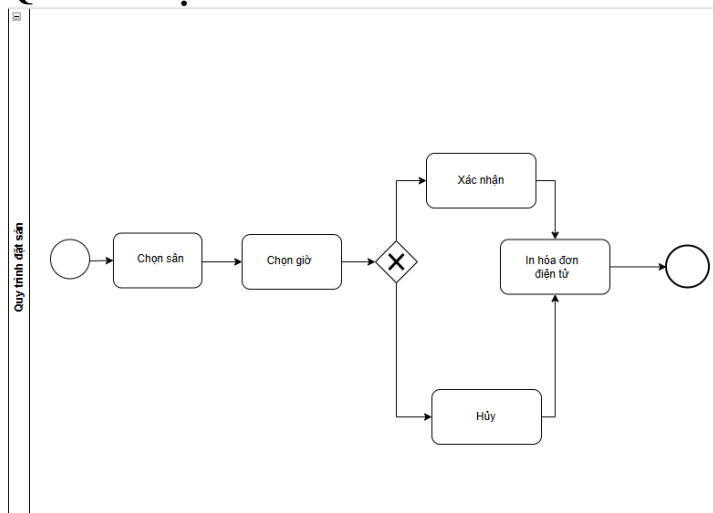 Quy trình đặt sân
Chọn sân
Chọn giờ
Xác nhận
In hóa đơn
điện tử
Hủy